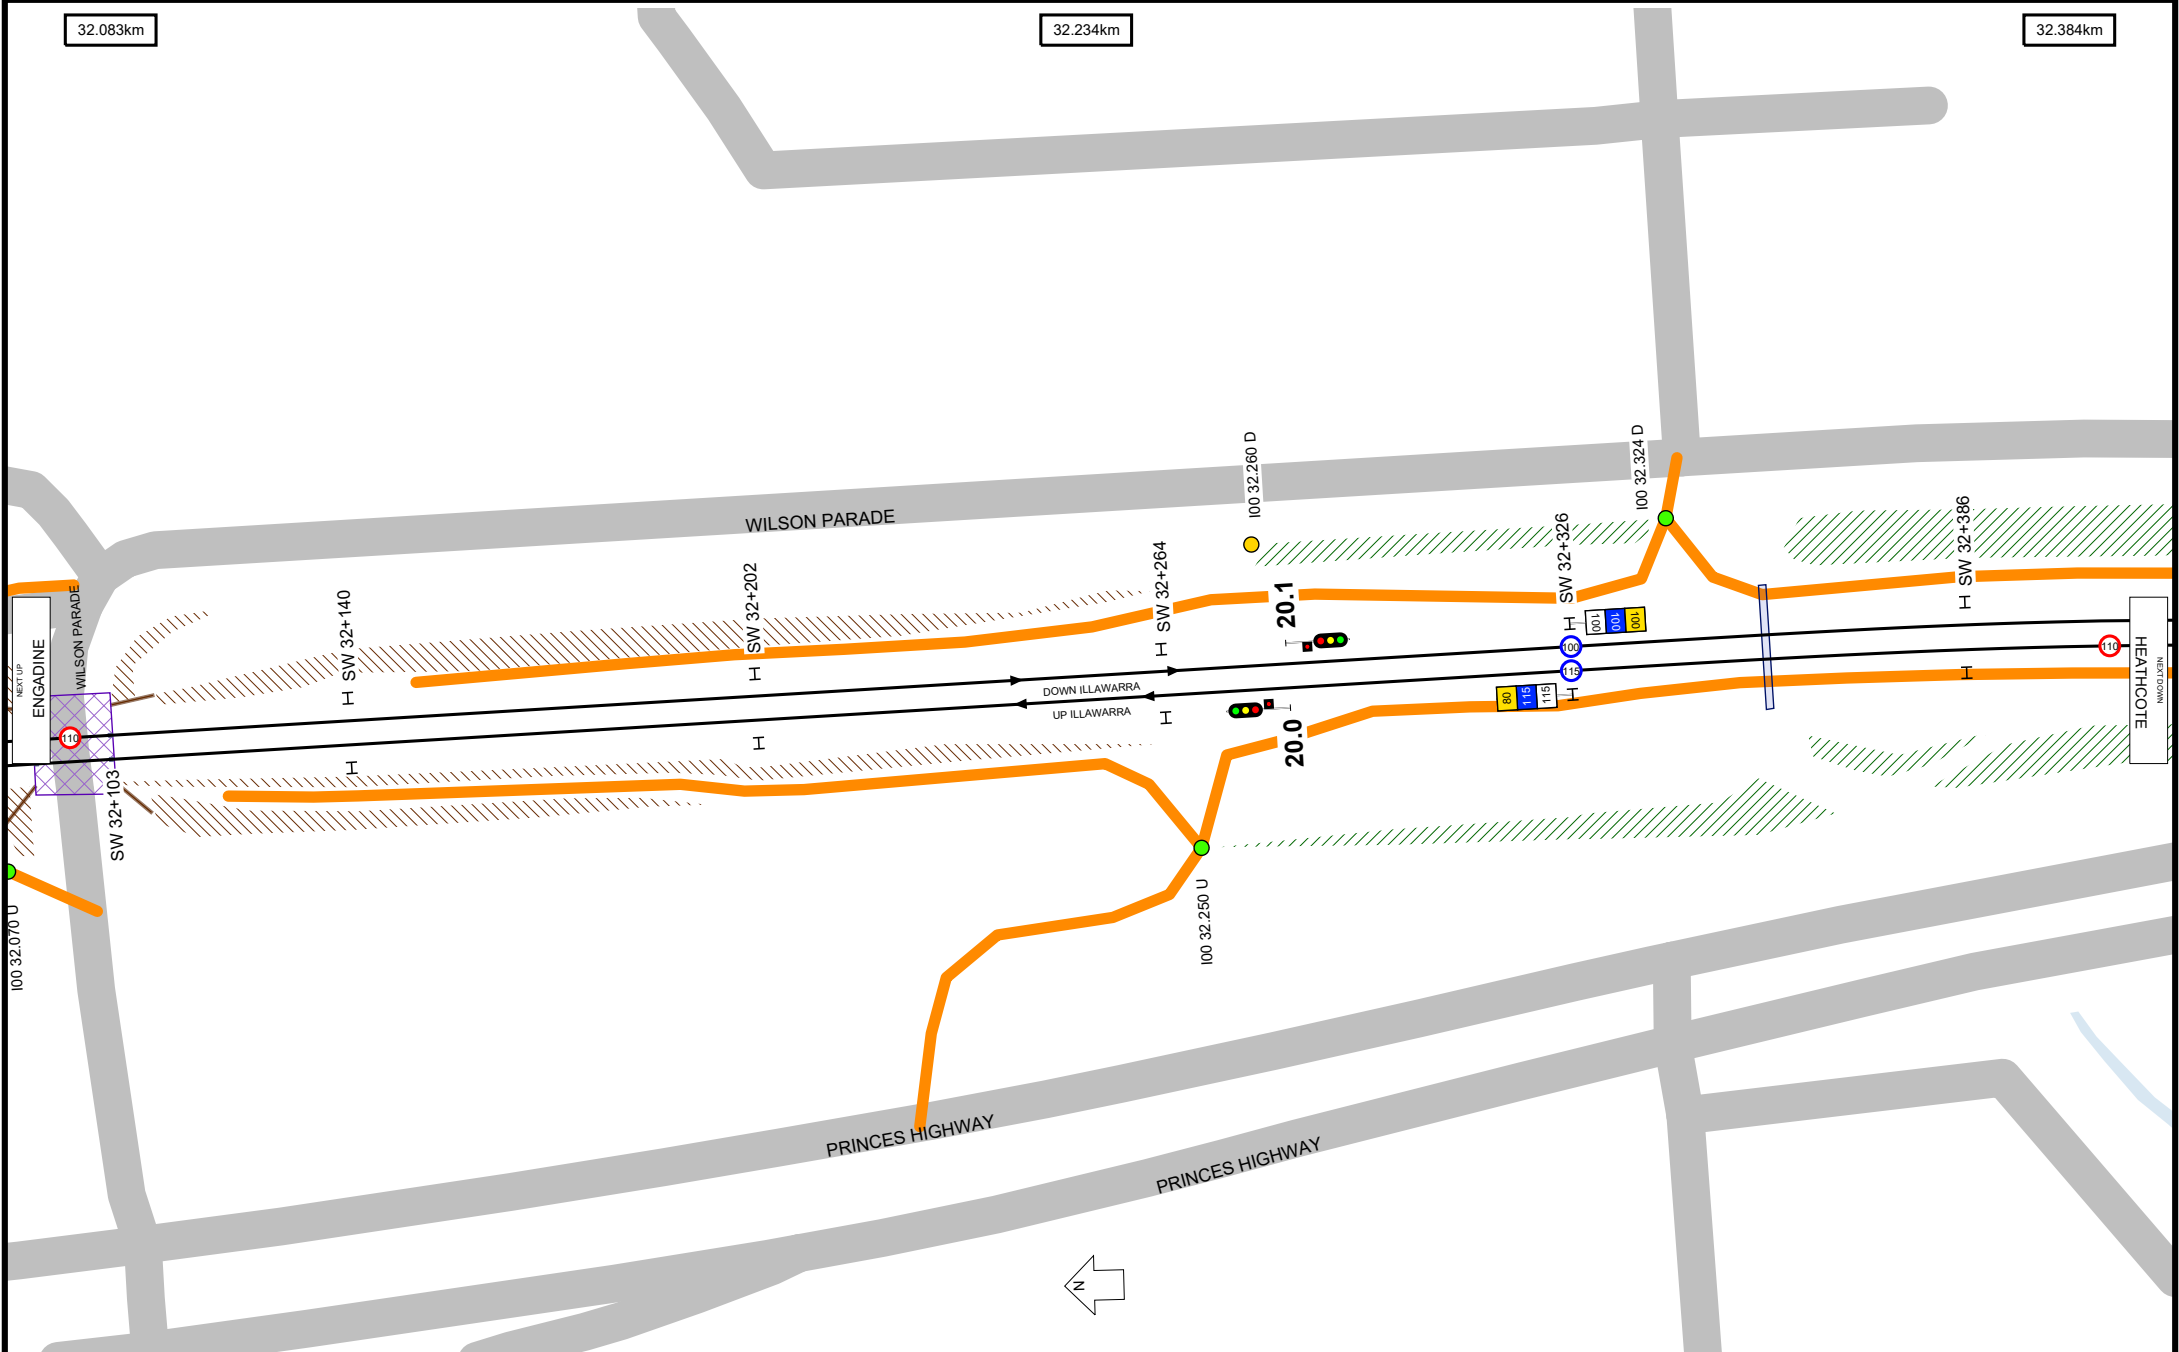 32.083km
32.234km
32.384km
I00 32.260 D
I00 32.324 D
WILSON PARADE
SW 32+140
SW 32+202
SW 32+264
20.1
SW 32+326
SW 32+386
100
100
100
100
115
80
115
115
DOWN ILLAWARRA
UP ILLAWARRA
20.0
NEXT UP
ENGADINE
WILSON PARADE
110
110
HEATHCOTE
NEXT DOWN
SW 32+103
I00 32.070 U
I00 32.250 U
PRINCES HIGHWAY
PRINCES HIGHWAY
N